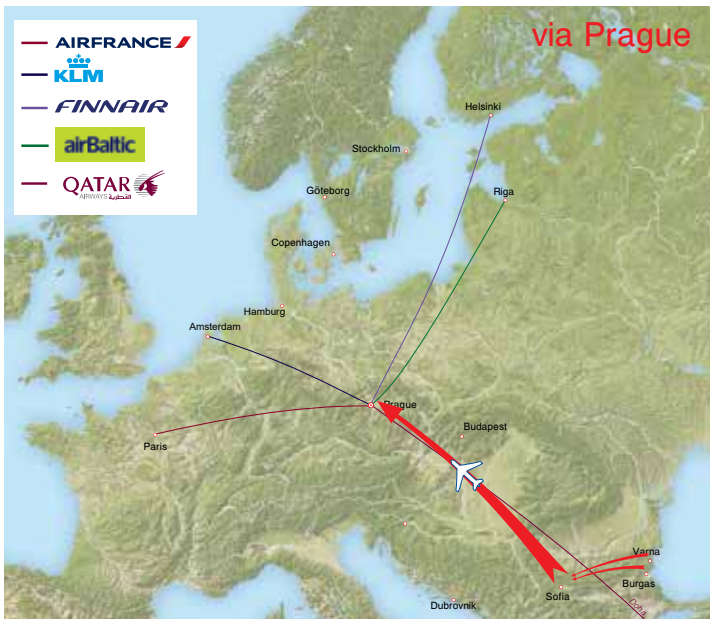 via Prague
AIRFRANCE
KLM
FINNAIR
airBaltic
QATAR
AIRWAYS القطرية
Helsinki
Stockholm
Göteborg
Riga
Copenhagen
Hamburg
Amsterdam
Prague
Paris
Budapest
Varna
Burgas
Sofia
Dubrovnik
Doha